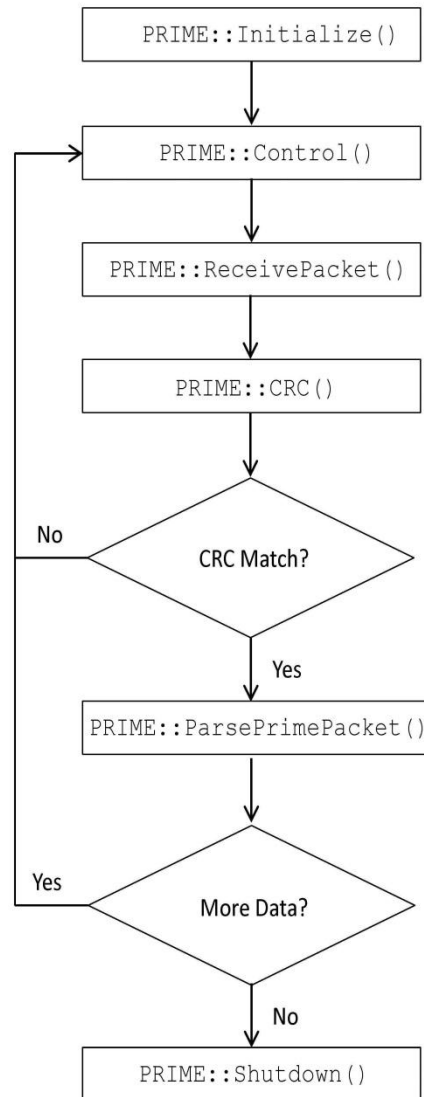 PRIME::Initialize()
PRIME::Control()
PRIME::ReceivePacket()
PRIME::CRC()
No
CRC Match?
Yes
PRIME::ParsePrimePacket()
Yes
More Data?
No
PRIME::Shutdown()